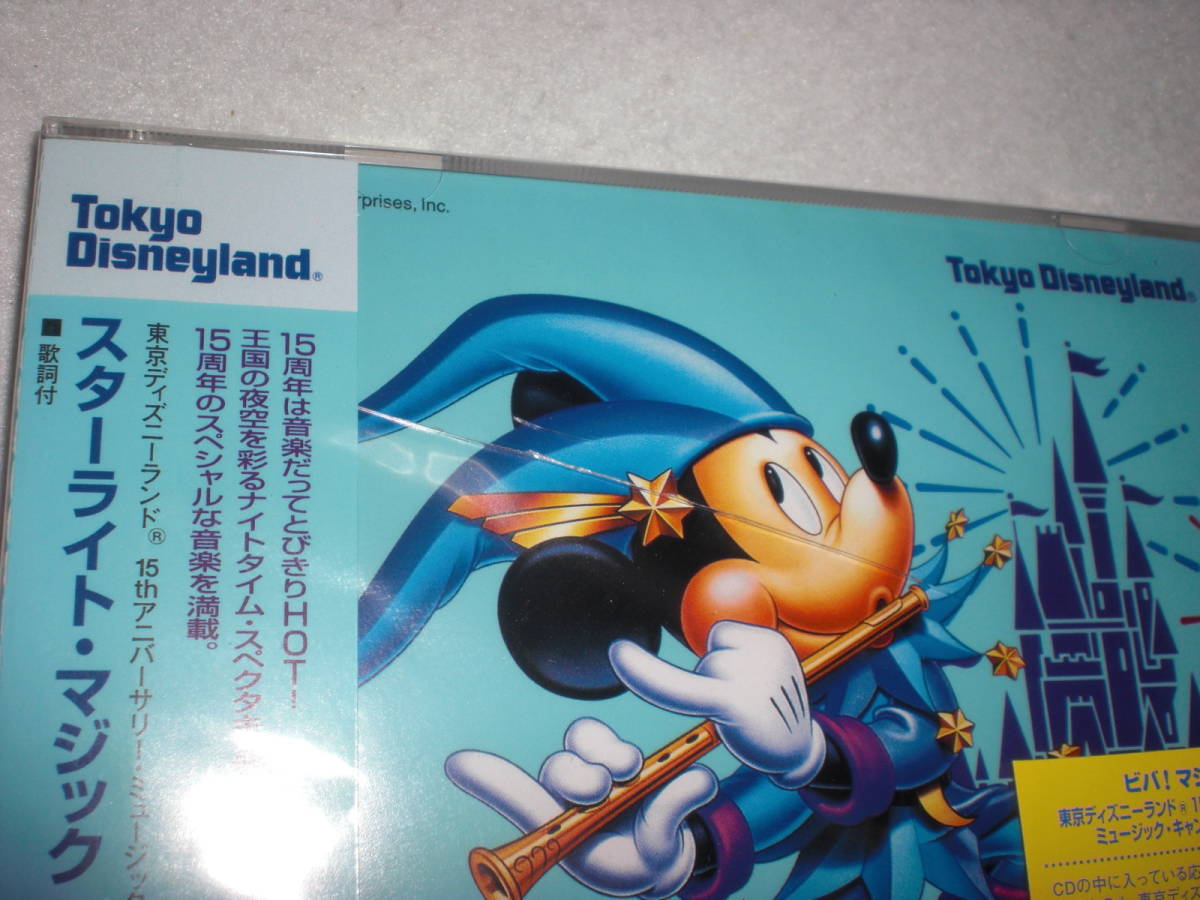 Tokyo
Disneyland®
15周年は音楽だってとびきりHOT!
王国の夜空を彩るナイトタイム・スペクタ
15周年のスペシャルな音楽を満載。
東京ディズニーランド® 15thアニバーサリー・ミュージック
スターライト・マジック
■歌詞付
rprises, Inc.
Tokyo Disneyland®
ビバ!マジ
東京ディズニーランド®
ミュージック・キャン
CDの中に入っている応